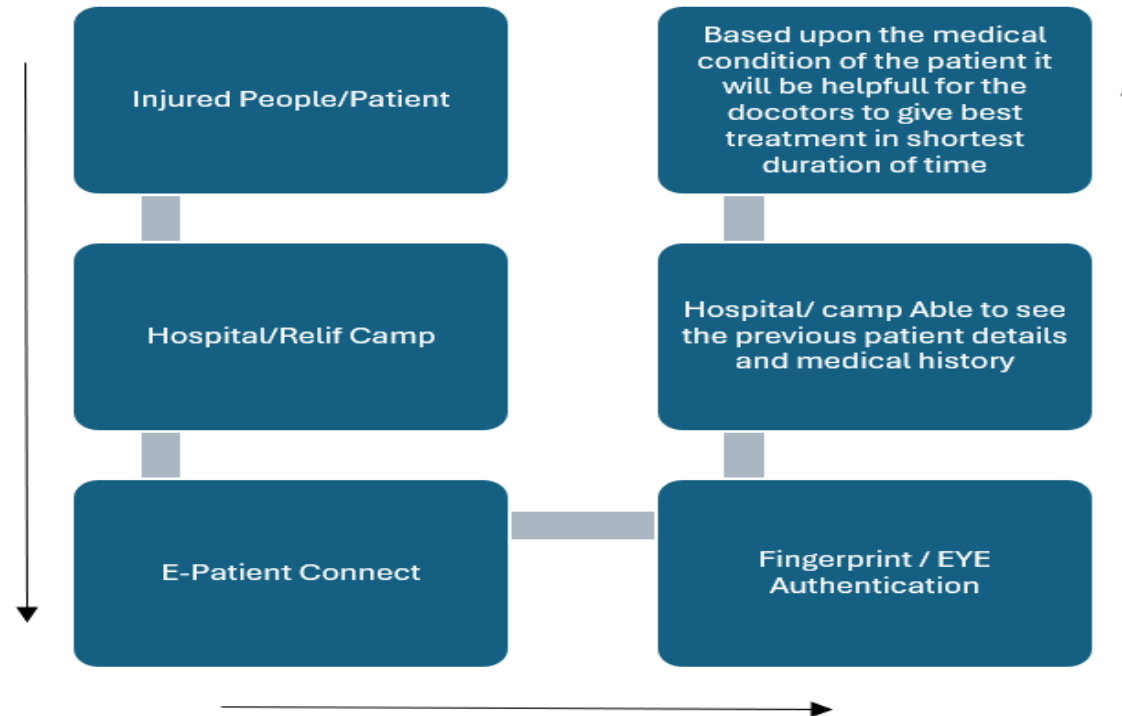 Injured People/Patient
Hospital/Relif Camp
E-Patient Connect
Fingerprint / EYE
Authentication
Hospital/ camp Able to see
the previous patient details
and medical history
Based upon the medical
condition of the patient it
will be helpfull for the
docotors to give best
treatment in shortest
duration of time